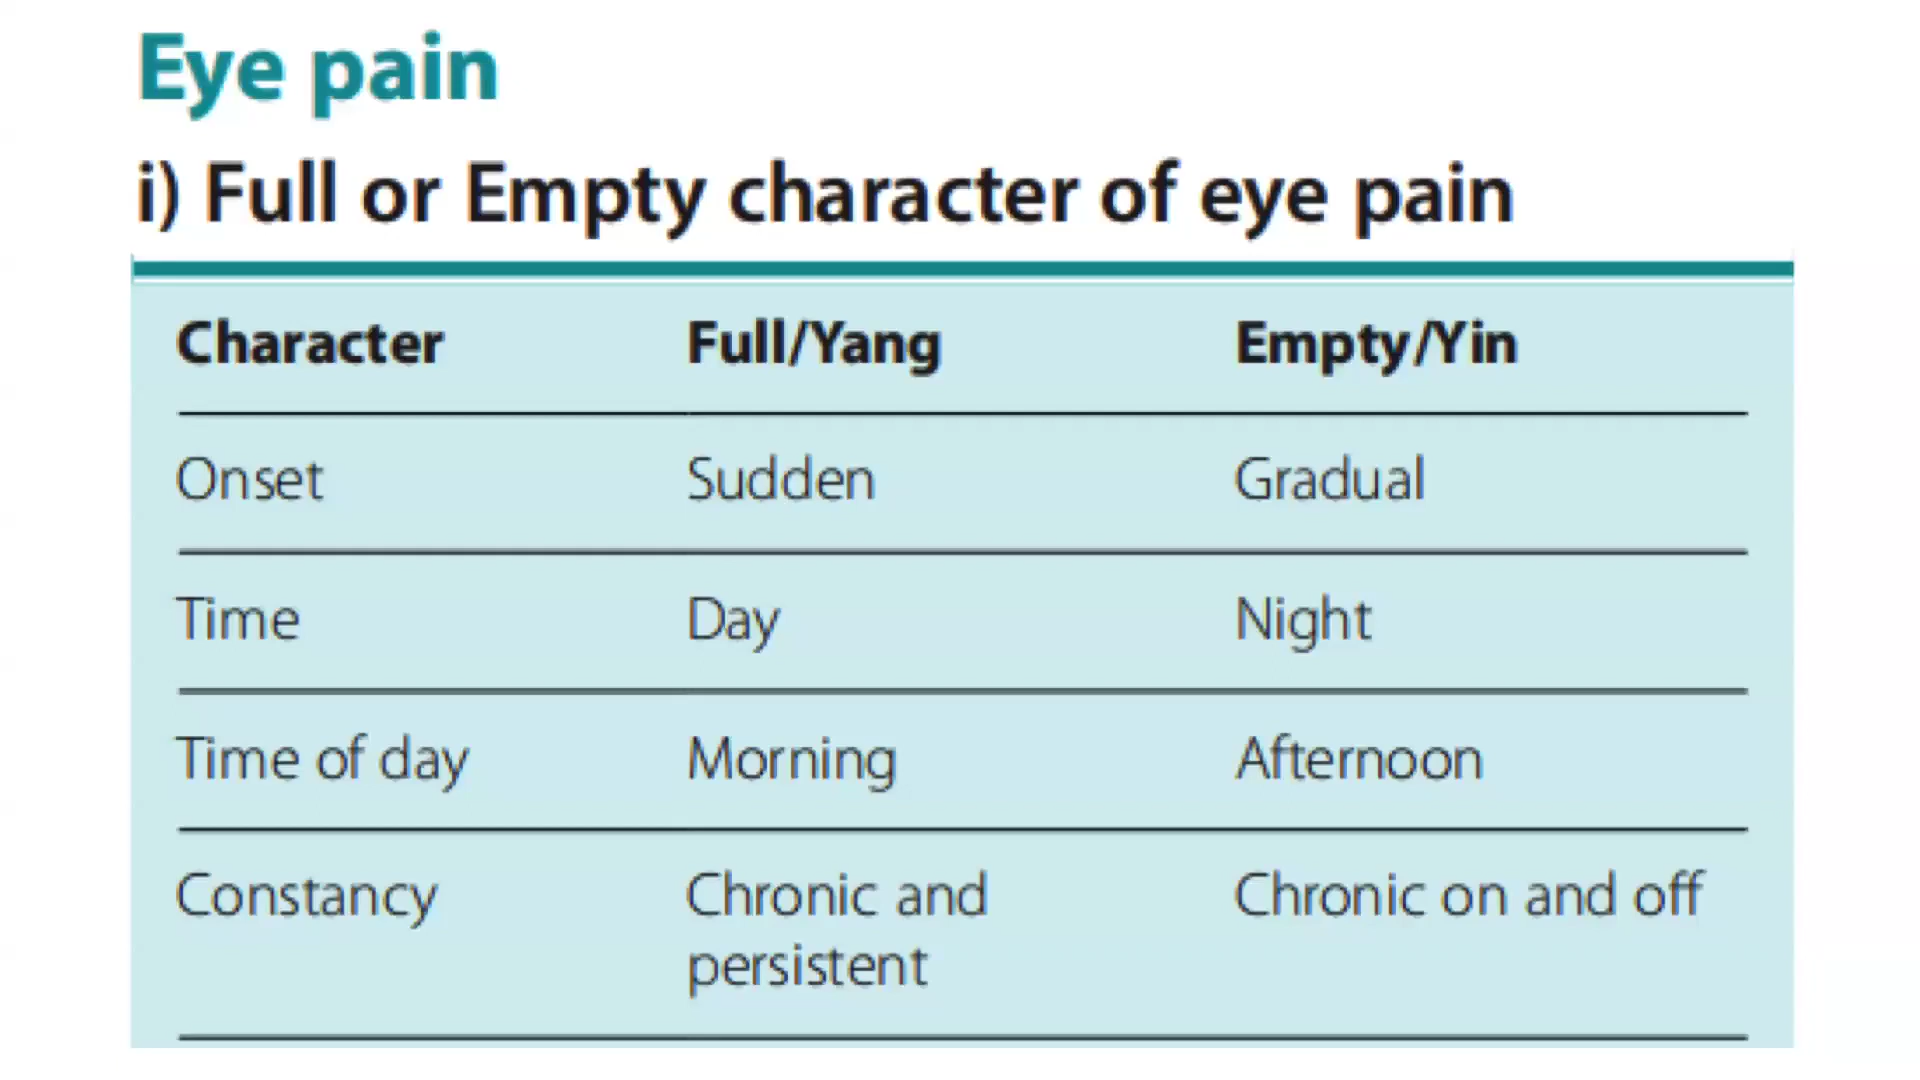 Eye pain
i) Full or Empty character of eye pain
Character Full/Yang Empty/Yin
Onset Sudden Gradual
Time Day Night
Time of day Morning Afternoon
Constancy Chronic and Chronic on and off
persistent